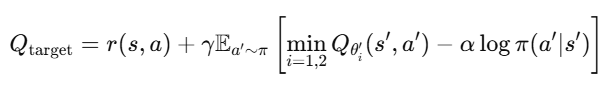 Q_target = r(s, a) + γ𝔼_{a′∼π} [ min_{i=1,2} Q_{θ′_i}(s′, a′) − α log π(a′|s′) ]